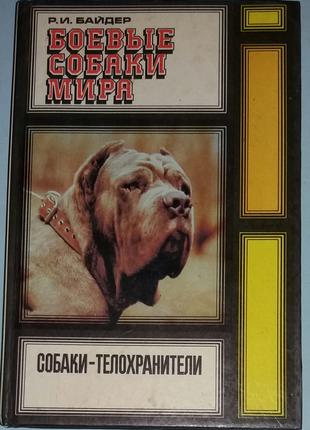 Р.И. БАЙДЕР
БОЕВЫЕ
СОБАКИ
МИРА
СОБАКИ-ТЕЛОХРАНИТЕЛИ